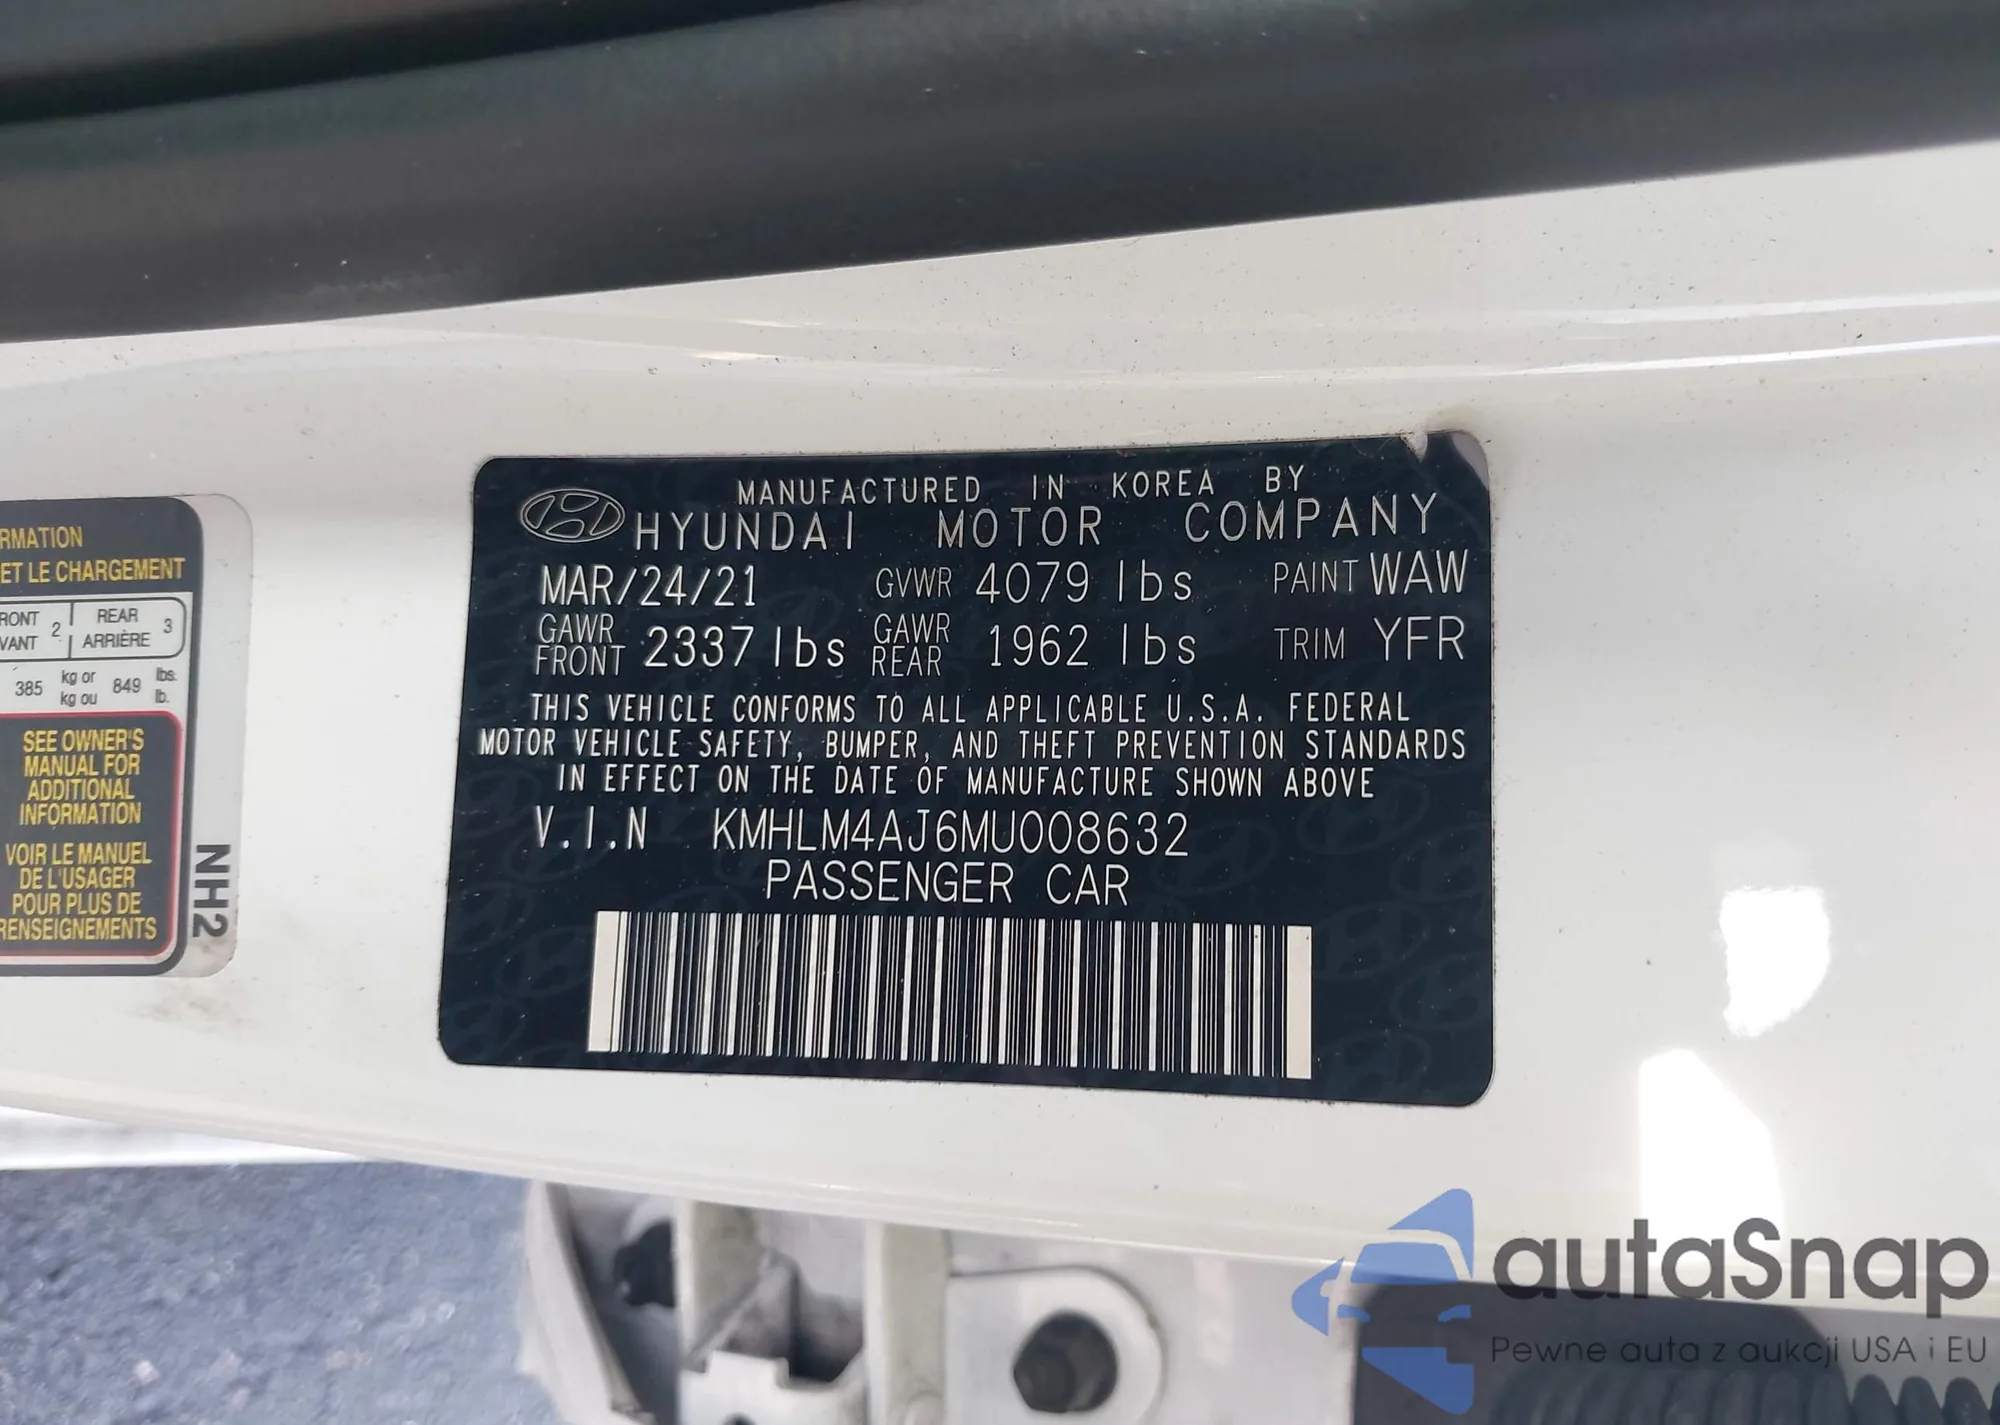 MANUFACTURED IN KOREA BY
HYUNDAI MOTOR COMPANY
MAR/24/21 GVWR 4079 lbs PAINT WAW
GAWR FRONT 2337 lbs GAWR REAR 1962 lbs TRIM YFR
THIS VEHICLE CONFORMS TO ALL APPLICABLE U.S.A. FEDERAL
MOTOR VEHICLE SAFETY, BUMPER, AND THEFT PREVENTION STANDARDS
IN EFFECT ON THE DATE OF MANUFACTURE SHOWN ABOVE
V.I.N KMHLM4AJ6MU008632
PASSENGER CAR
RMATION
ET LE CHARGEMENT
RONT 2 REAR 3
VANT ARRIÈRE
385 kg or 849 lbs.
kg ou lb.
SEE OWNER'S
MANUAL FOR
ADDITIONAL
INFORMATION
VOIR LE MANUEL
DE L'USAGER
POUR PLUS DE
RENSEIGNEMENTS
NH2
autaSnap
Pewne auta z aukcji USA i EU